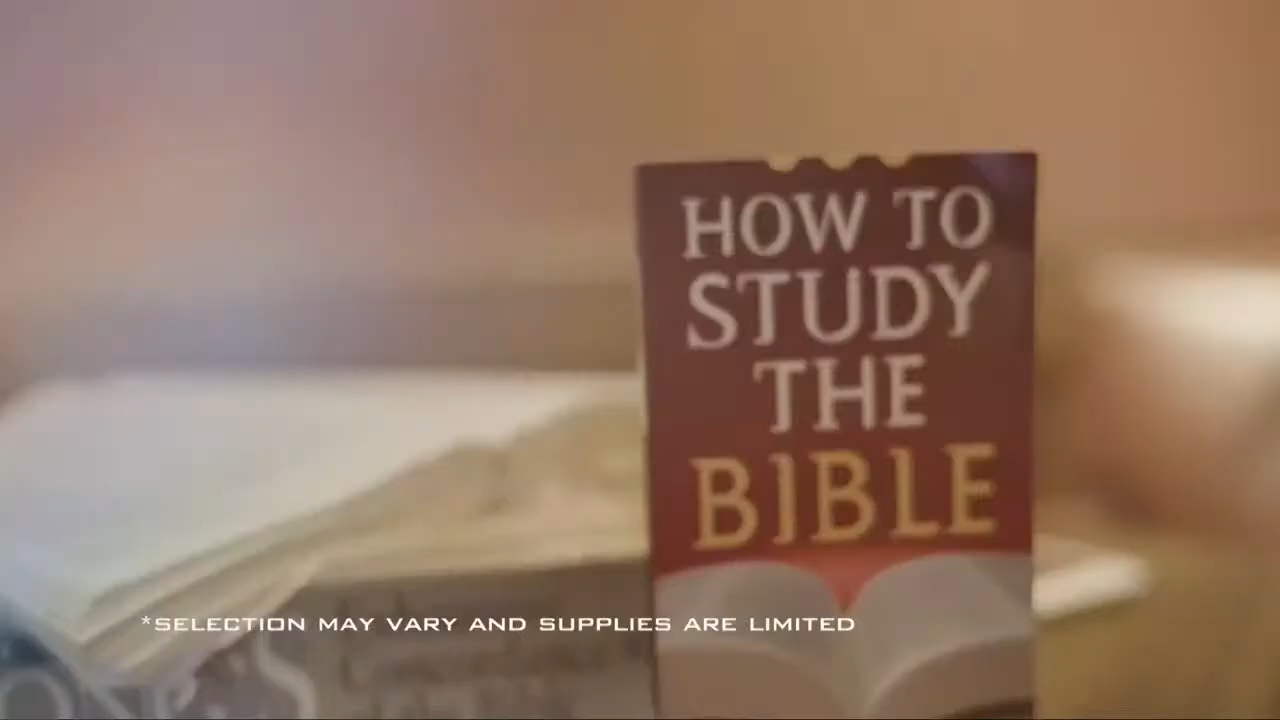 HOW TO
STUDY
THE
BIBLE
*SELECTION MAY VARY AND SUPPLIES ARE LIMITED